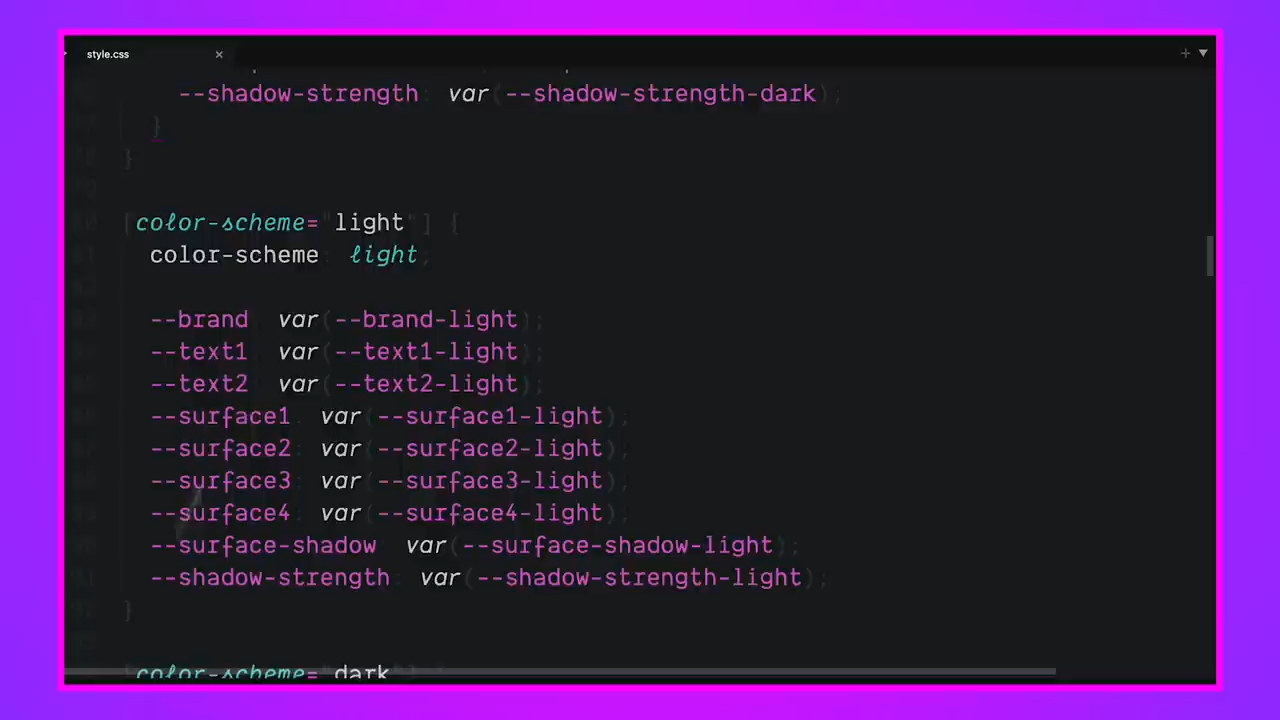 style.css
--shadow-strength: var(--shadow-strength-dark);
}
}
[color-scheme="light"] {
color-scheme: light;
--brand: var(--brand-light);
--text1: var(--text1-light);
--text2: var(--text2-light);
--surface1: var(--surface1-light);
--surface2: var(--surface2-light);
--surface3: var(--surface3-light);
--surface4: var(--surface4-light);
--surface-shadow: var(--surface-shadow-light);
--shadow-strength: var(--shadow-strength-light);
}
[color-scheme="dark"] {